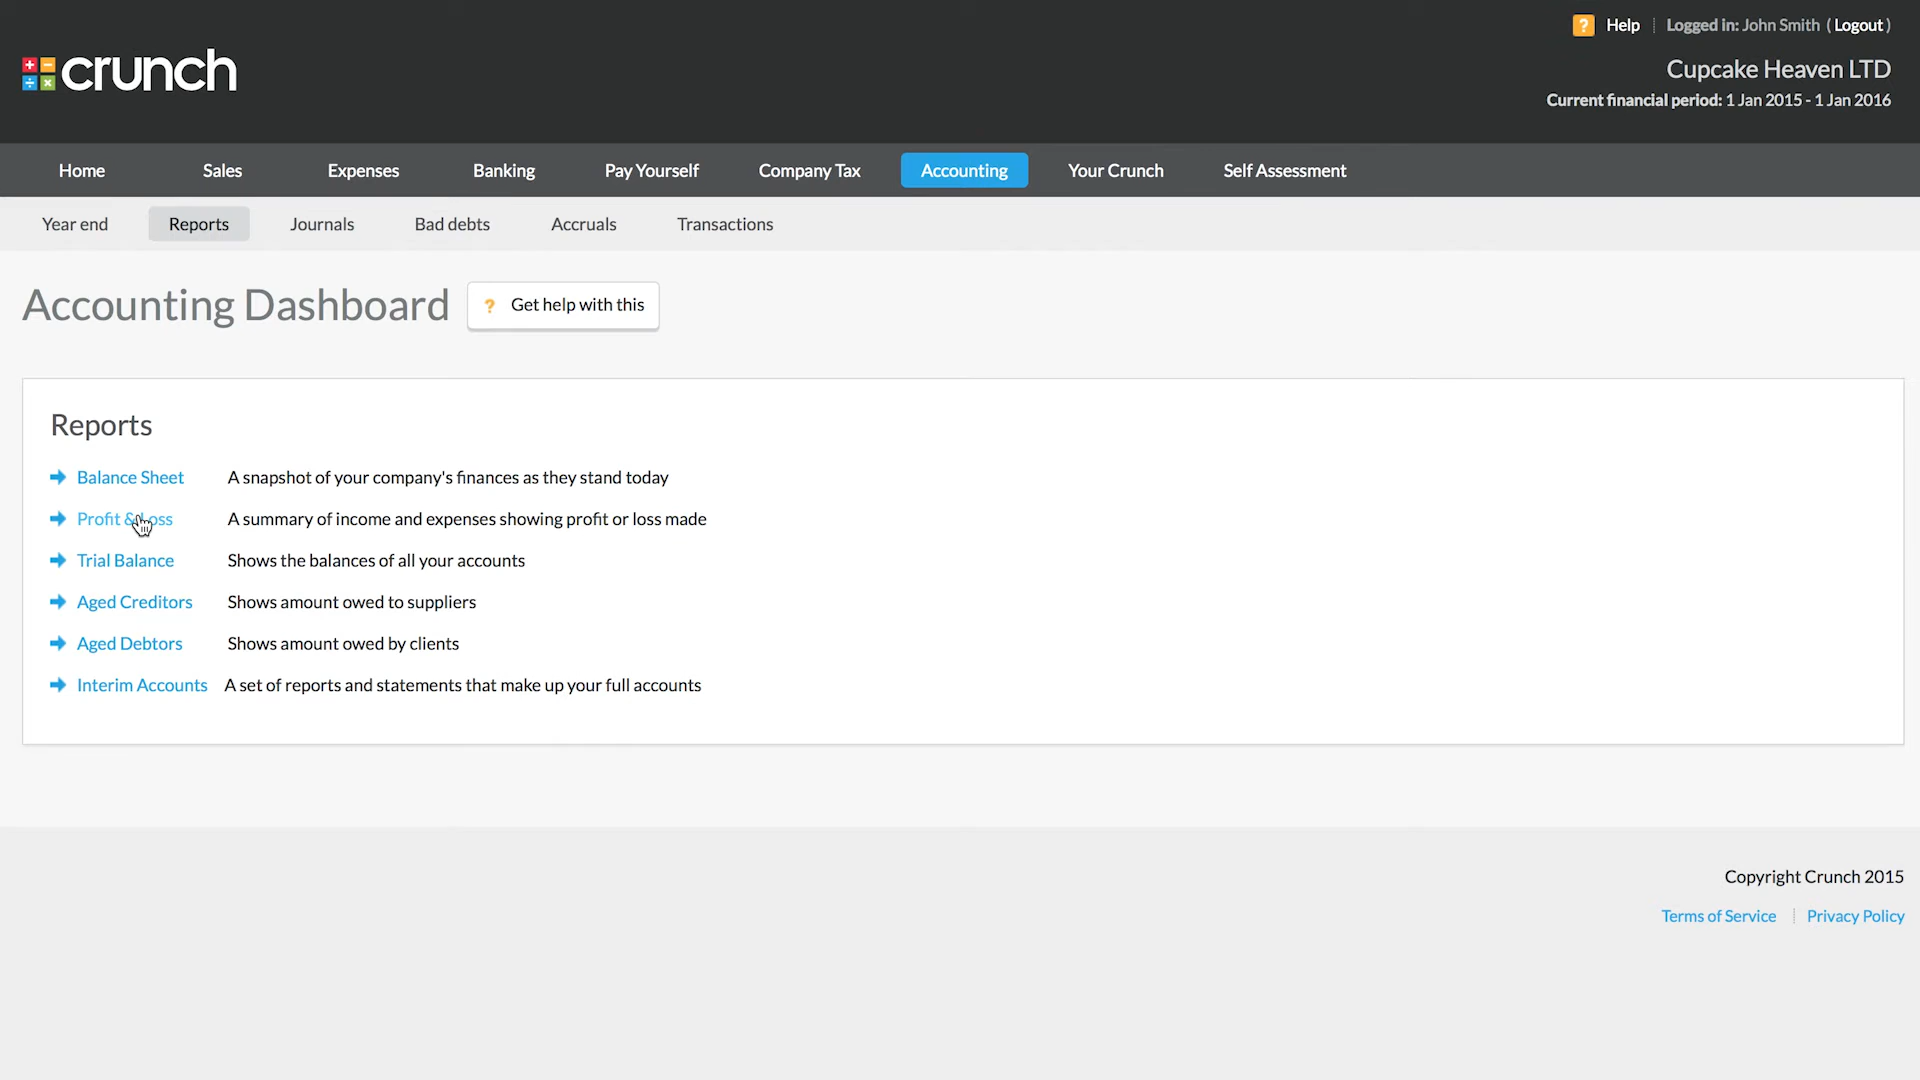 ? Help Logged in: John Smith ( Logout )
crunch
Cupcake Heaven LTD
Current financial period: 1 Jan 2015 - 1 Jan 2016
Home Sales Expenses Banking Pay Yourself Company Tax Accounting Your Crunch Self Assessment
Year end Reports Journals Bad debts Accruals Transactions
Accounting Dashboard ? Get help with this
Reports
Balance Sheet A snapshot of your company's finances as they stand today
Profit & Loss A summary of income and expenses showing profit or loss made
Trial Balance Shows the balances of all your accounts
Aged Creditors Shows amount owed to suppliers
Aged Debtors Shows amount owed by clients
Interim Accounts A set of reports and statements that make up your full accounts
Copyright Crunch 2015
Terms of Service Privacy Policy